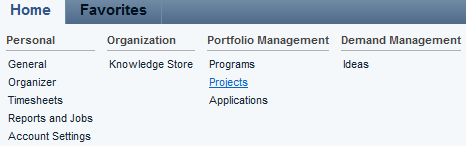 Home Favorites
Personal Organization Portfolio Management Demand Management
General Knowledge Store Programs Ideas
Organizer Projects
Timesheets Applications
Reports and Jobs
Account Settings